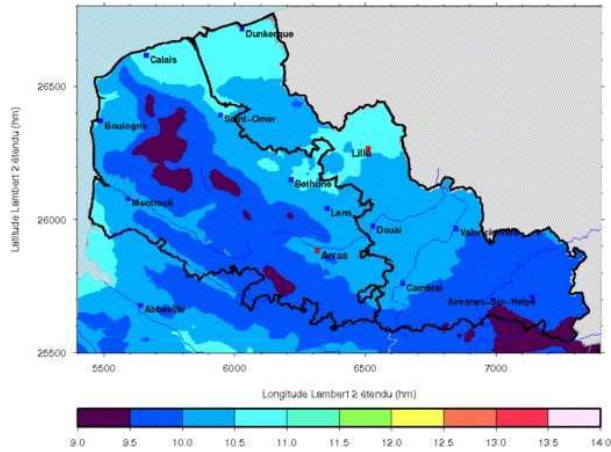 Dunkerque
Calais
26500
Boulogne
Saint-Omer
Lille
Bethune
Montreuil
Lens
26000
Douai
Valenciennes
Arras
Cambrai
Avesnes-Sur-Helpe
Abbeville
25500
5500 6000 6500 7000
Latitude Lambert 2 étendu (hm)
Longitude Lambert 2 étendu (hm)
9.0 9.5 10.0 10.5 11.0 11.5 12.0 12.5 13.0 13.5 14.0